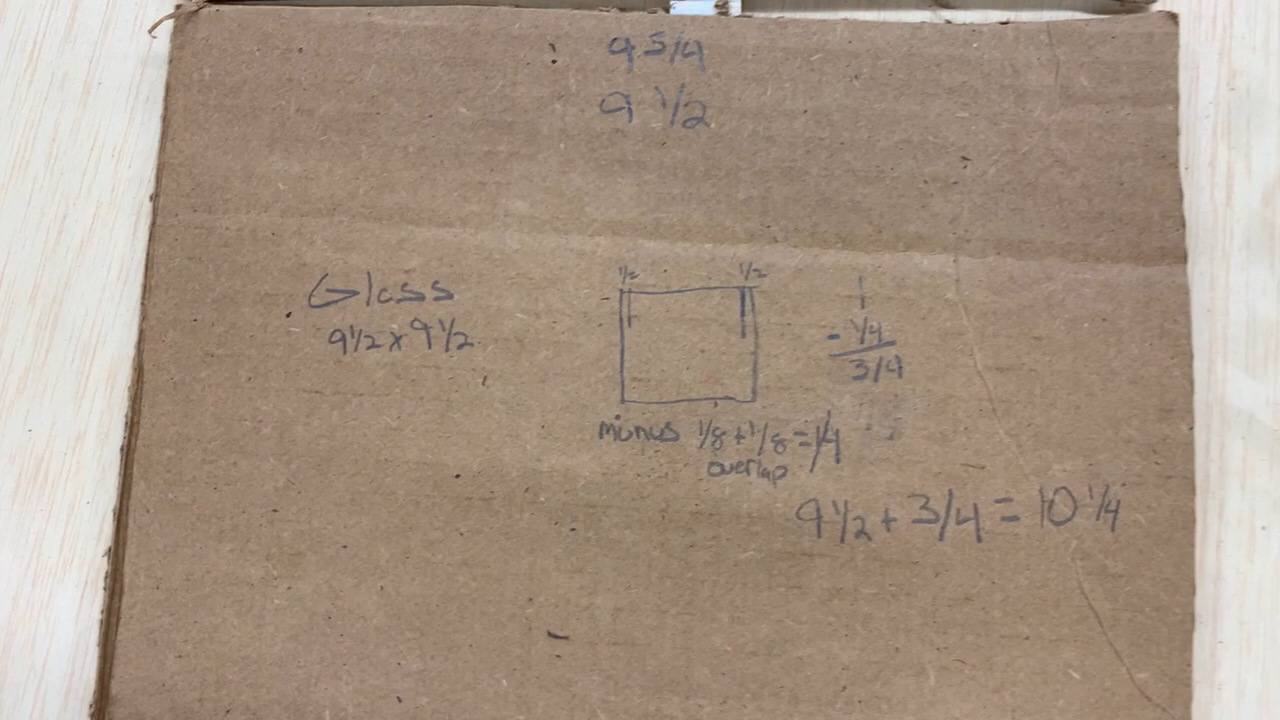 9 5/4
9 1/2
Glass
9 1/2 x 9 1/2
1/2 1/2
1
- 1/4
3/4
minus 1/8 + 1/8 = 1/4
overlap
9 1/2 + 3/4 = 10 1/4